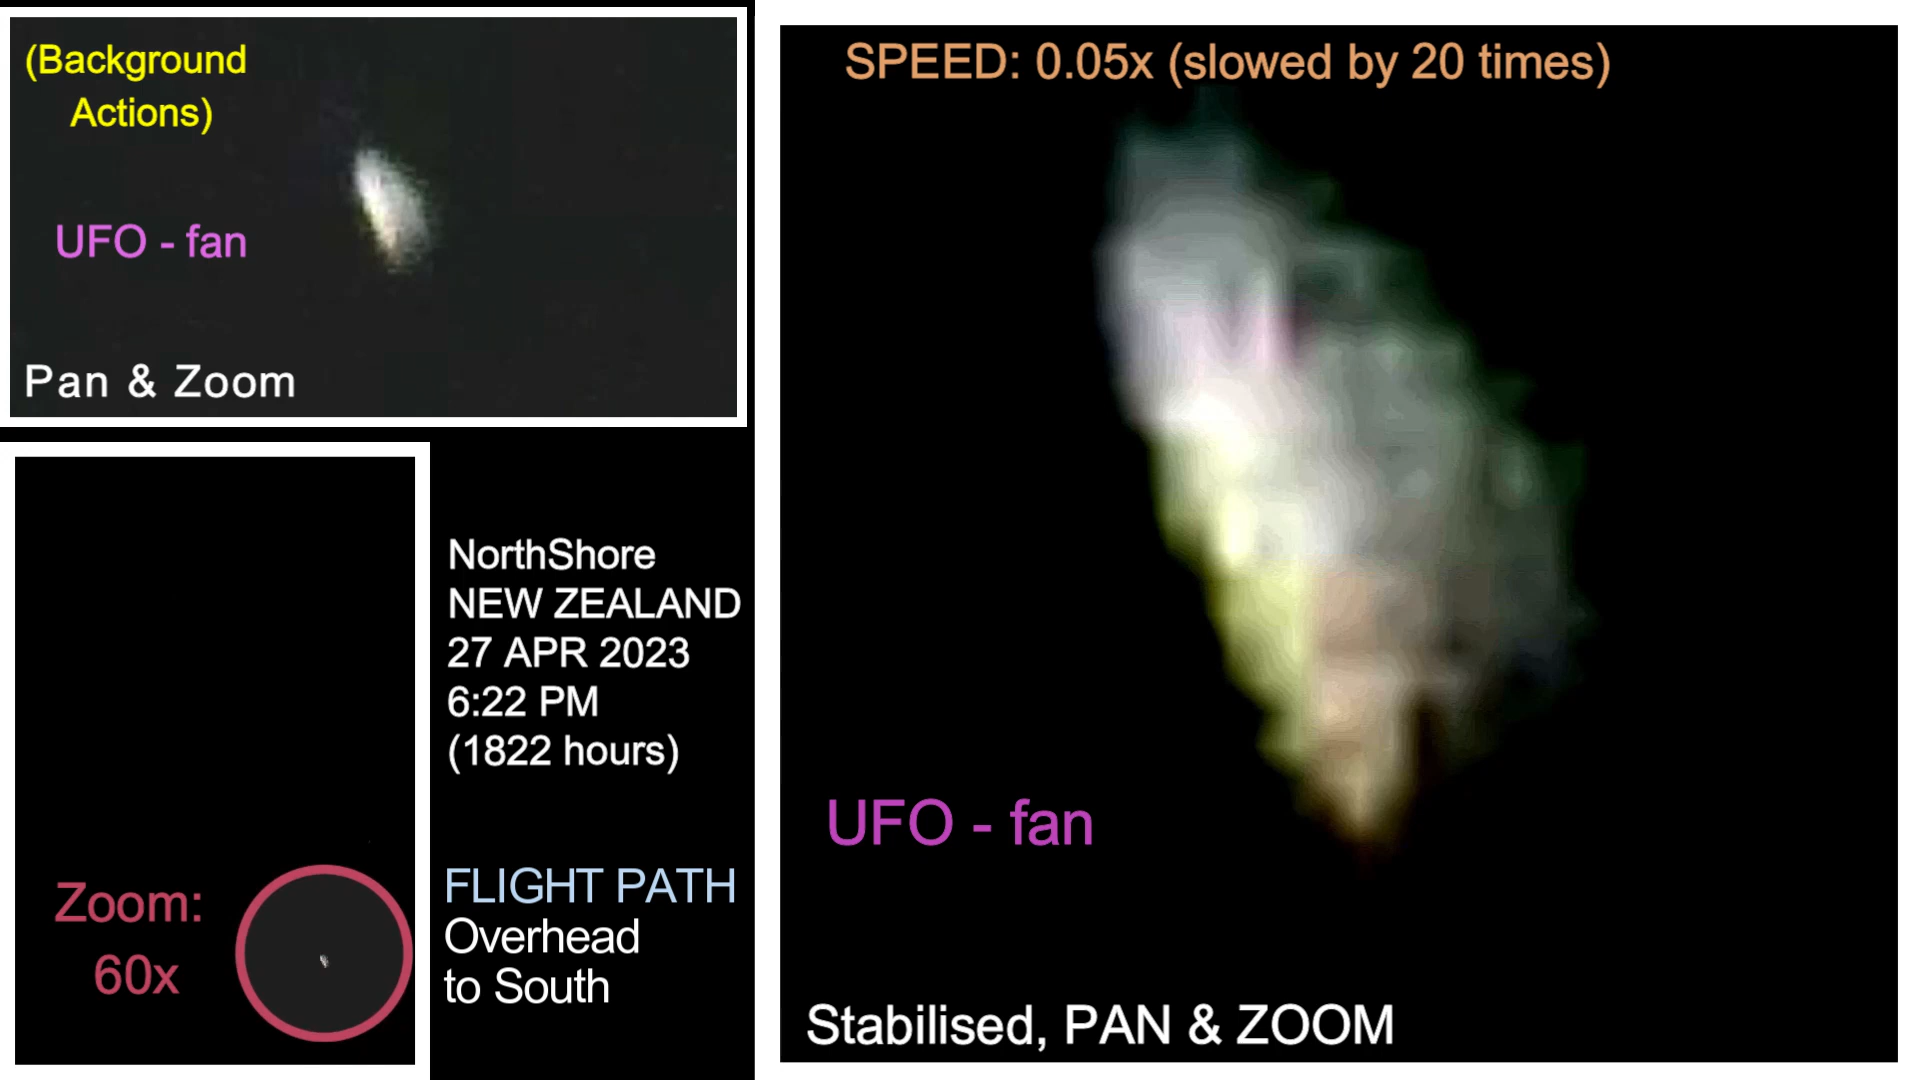 (Background
Actions)
UFO - fan
Pan & Zoom
Zoom:
60x
NorthShore
NEW ZEALAND
27 APR 2023
6:22 PM
(1822 hours)
FLIGHT PATH
Overhead
to South
SPEED: 0.05x (slowed by 20 times)
UFO - fan
Stabilised, PAN & ZOOM